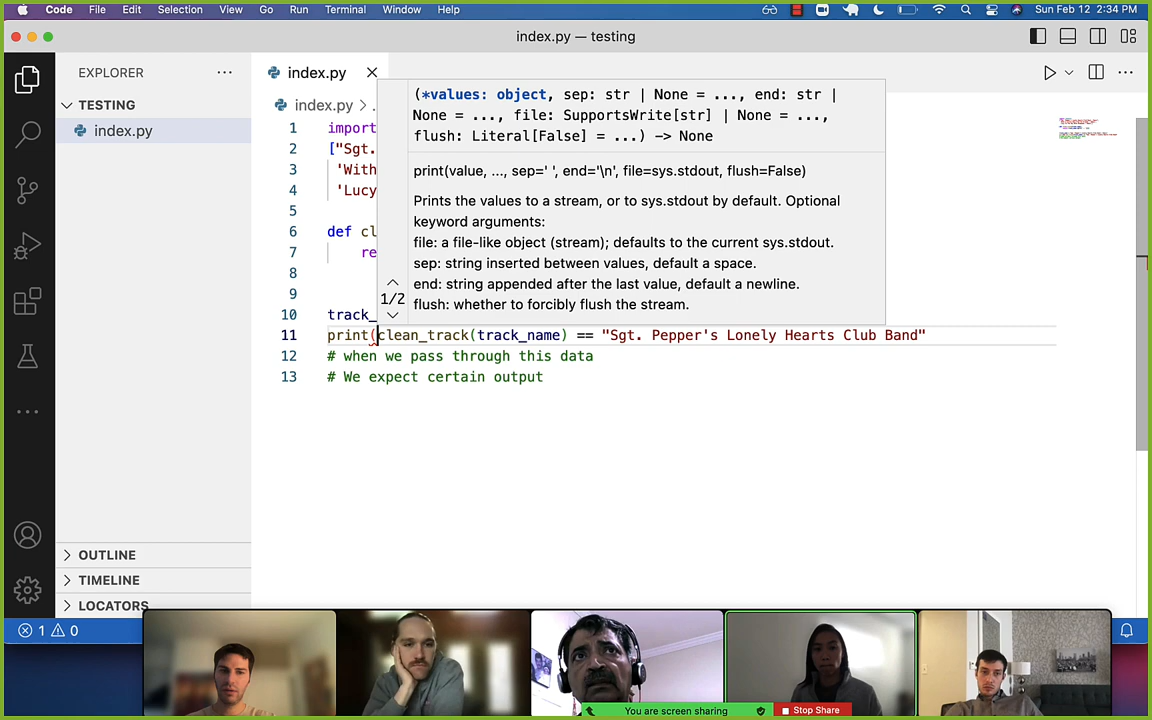 Code File Edit Selection View Go Run Terminal Window Help Sun Feb 12 2:34 PM
index.py — testing
EXPLORER ···
index.py ×
TESTING
index.py
index.py > .
(*values: object, sep: str | None = ..., end: str |
None = ..., file: SupportsWrite[str] | None = ...,
flush: Literal[False] = ...) -> None
print(value, ..., sep=' ', end='\n', file=sys.stdout, flush=False)
Prints the values to a stream, or to sys.stdout by default. Optional
keyword arguments:
file: a file-like object (stream); defaults to the current sys.stdout.
sep: string inserted between values, default a space.
end: string appended after the last value, default a newline.
flush: whether to forcibly flush the stream.
1/2
1 import
2 ["Sgt.
3 'With
4 'Lucy
5
6 def cl
7 re
8
9
10 track_
11 print(clean_track(track_name) == "Sgt. Pepper's Lonely Hearts Club Band"
12 # when we pass through this data
13 # We expect certain output
OUTLINE
TIMELINE
LOCATORS
1 0
You are screen sharing Stop Share